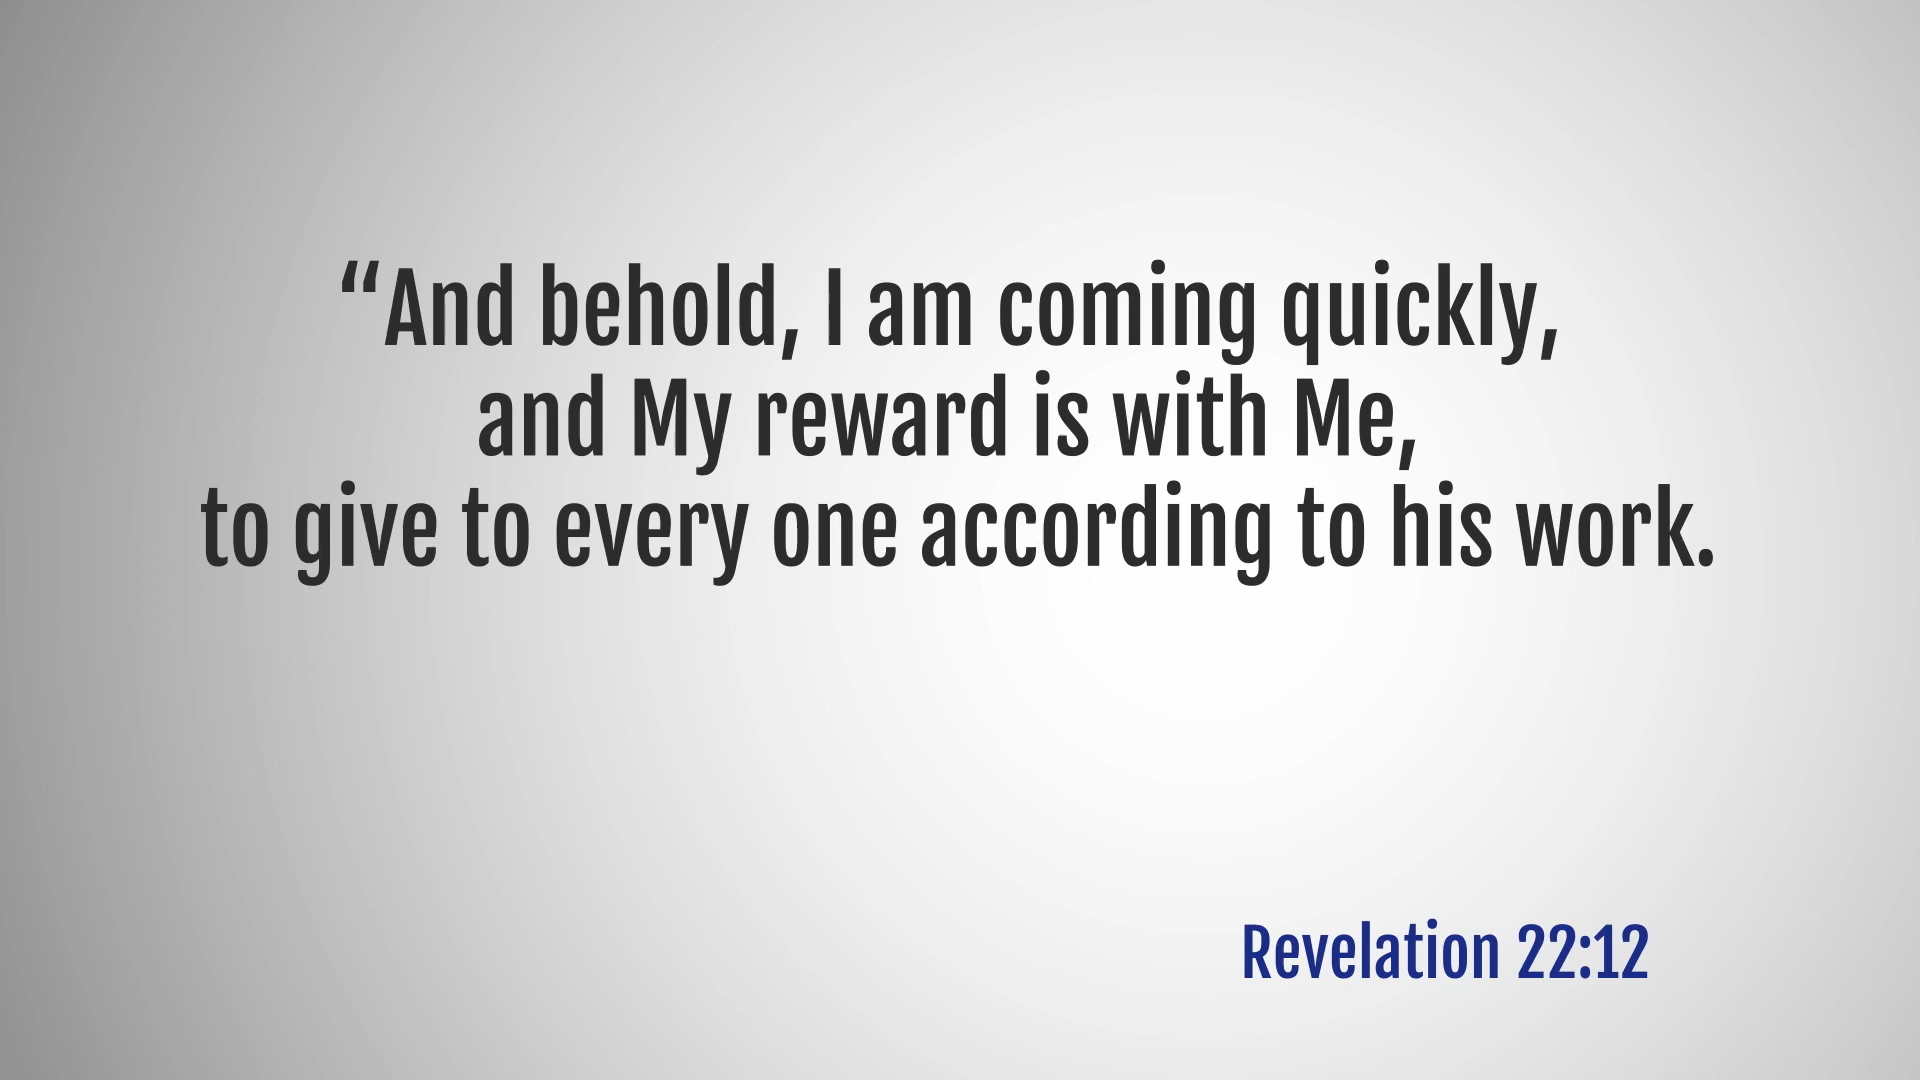 “And behold, I am coming quickly,
and My reward is with Me,
to give to every one according to his work.
Revelation 22:12